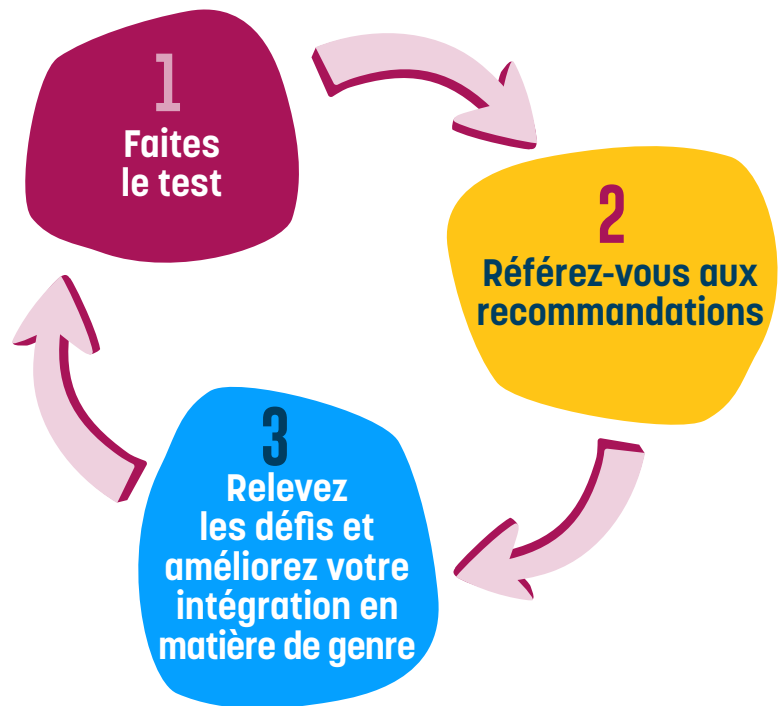 1
Faites
le test
2
Référez-vous aux
recommandations
3
Relevez
les défis et
améliorez votre
intégration en
matière de genre